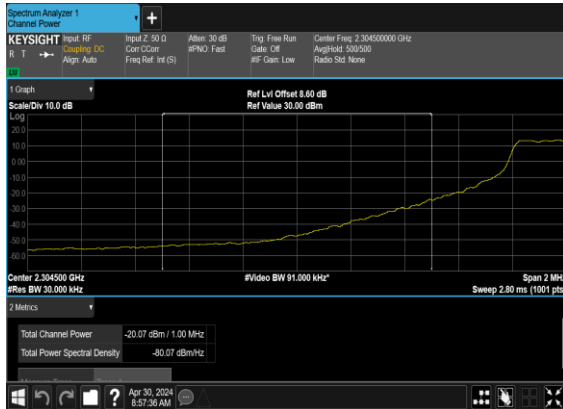 Spectrum Analyzer 1
Channel Power
+
KEYSIGHT
R T
LW
Input: RF
Coupling: DC
Align: Auto
Input Z: 50 Ω
Corr CCorr
Freq Ref: Int (S)
Atten: 30 dB
#PNO: Fast
Trig: Free Run
Gate: Off
#IF Gain: Low
Center Freq: 2.304500000 GHz
Avg|Hold: 500/500
Radio Std: None
1 Graph
Scale/Div 10.0 dB
Ref Lvl Offset 8.60 dB
Ref Value 30.00 dBm
Log
20.0
10.0
0.00
-10.0
-20.0
-30.0
-40.0
-50.0
-60.0
Center 2.304500 GHz
#Res BW 30.000 kHz
#Video BW 91.000 kHz*
Span 2 MHz
Sweep 2.80 ms (1001 pts
2 Metrics
Total Channel Power -20.07 dBm / 1.00 MHz
Total Power Spectral Density -80.07 dBm/Hz
?
Apr 30, 2024
8:57:36 AM